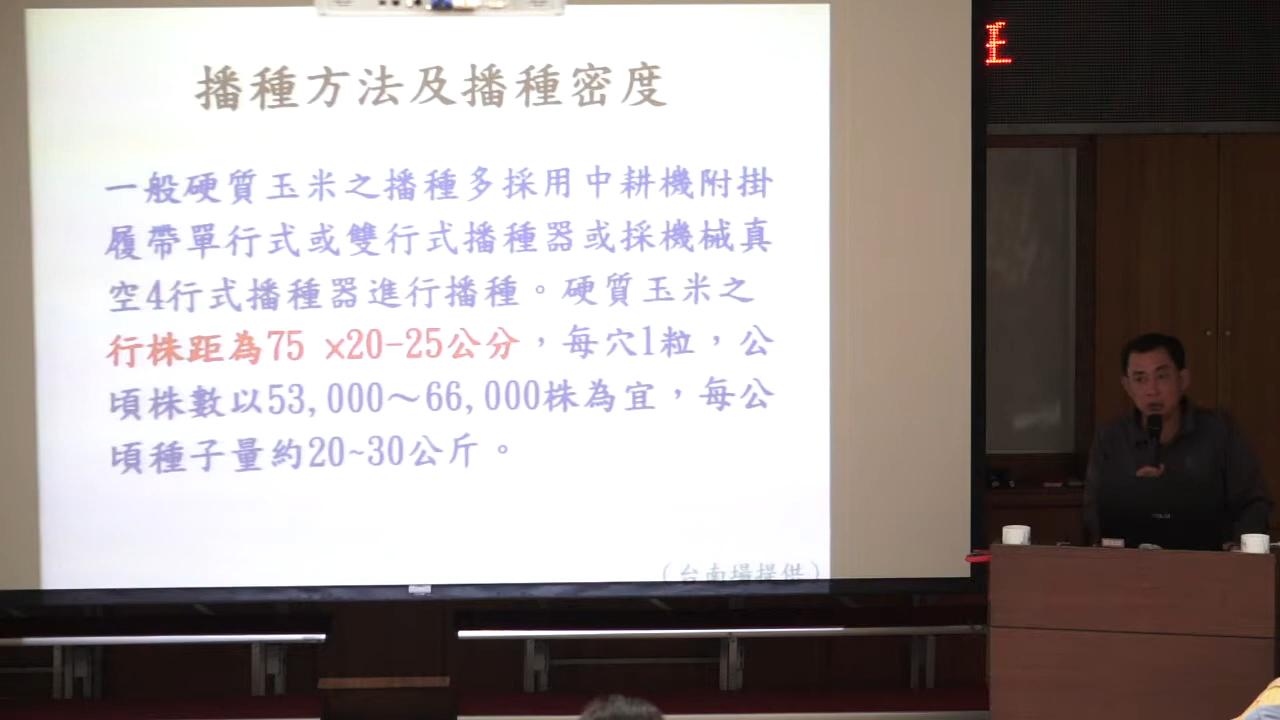 播種方法及播種密度
一般硬質玉米之播種多採用中耕機附掛
履帶單行式或雙行式播種器或採機械真
空4行式播種器進行播種。硬質玉米之
行株距為75 ×20-25公分，每穴1粒，公
頃株數以53,000～66,000株為宜，每公
頃種子量約20~30公斤。
(台南場提供)